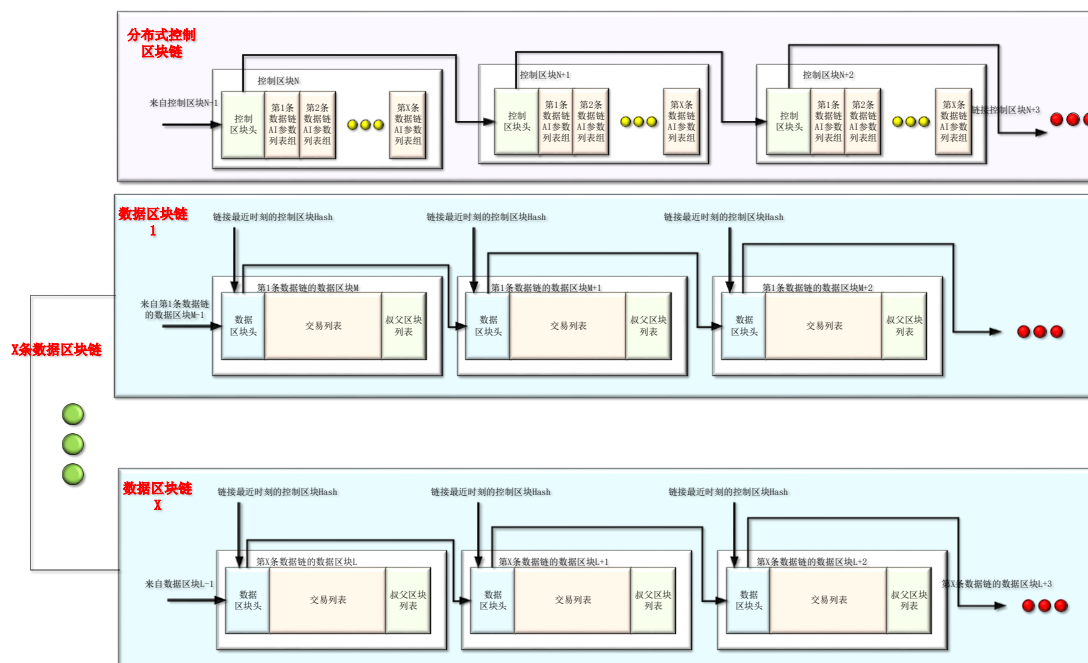 分布式控制
区块链
控制区块N
控制区块N+1
控制区块N+2
来自控制区块N-1
控制
区块头
第1条
数据链
AI参数
列表组
第2条
数据链
AI参数
列表组
第X条
数据链
AI参数
列表组
控制
区块头
第1条
数据链
AI参数
列表组
第2条
数据链
AI参数
列表组
第X条
数据链
AI参数
列表组
控制
区块头
第1条
数据链
AI参数
列表组
第2条
数据链
AI参数
列表组
第X条
数据链
AI参数
列表组
链接控制区块N+3
数据区块链
1
链接最近时刻的控制区块Hash
链接最近时刻的控制区块Hash
链接最近时刻的控制区块Hash
第1条数据链的数据区块M
第1条数据链的数据区块M+1
第1条数据链的数据区块M+2
来自第1条数据链
的数据区块M-1
数据
区块头
交易列表
叔父区块
列表
数据
区块头
交易列表
叔父区块
列表
数据
区块头
交易列表
叔父区块
列表
X条数据区块链
数据区块链
X
链接最近时刻的控制区块Hash
链接最近时刻的控制区块Hash
链接最近时刻的控制区块Hash
第X条数据链的数据区块L
第X条数据链的数据区块L+1
第X条数据链的数据区块L+2
来自数据区块L-1
数据
区块头
交易列表
叔父区块
列表
数据
区块头
交易列表
叔父区块
列表
数据
区块头
交易列表
叔父区块
列表
第X条数据链的数据区块L+3